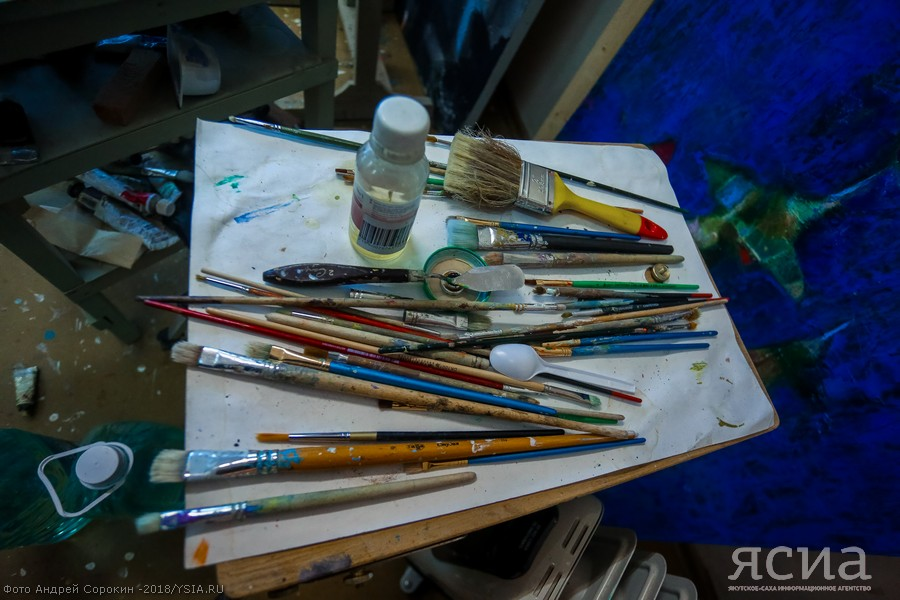 ЯСИА
ЯКУТСКОЕ-САХА ИНФОРМАЦИОННОЕ АГЕНТСТВО
Фото Андрей Сорокин -2018/YSIA.RU